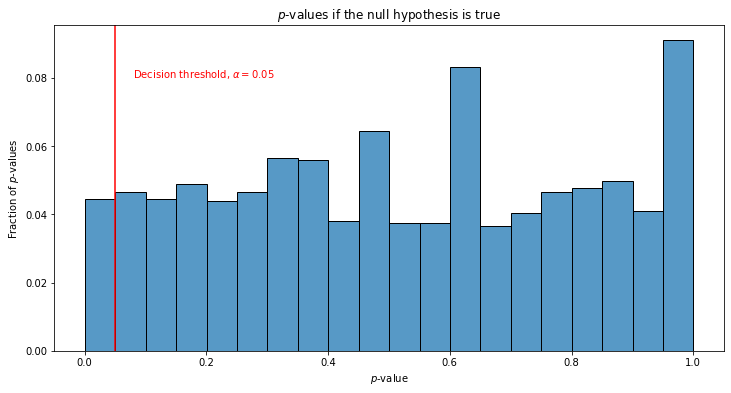 p-values if the null hypothesis is true
Decision threshold, α = 0.05
Fraction of p-values
0.08
0.06
0.04
0.02
0.00
0.0 0.2 0.4 0.6 0.8 1.0
p-value